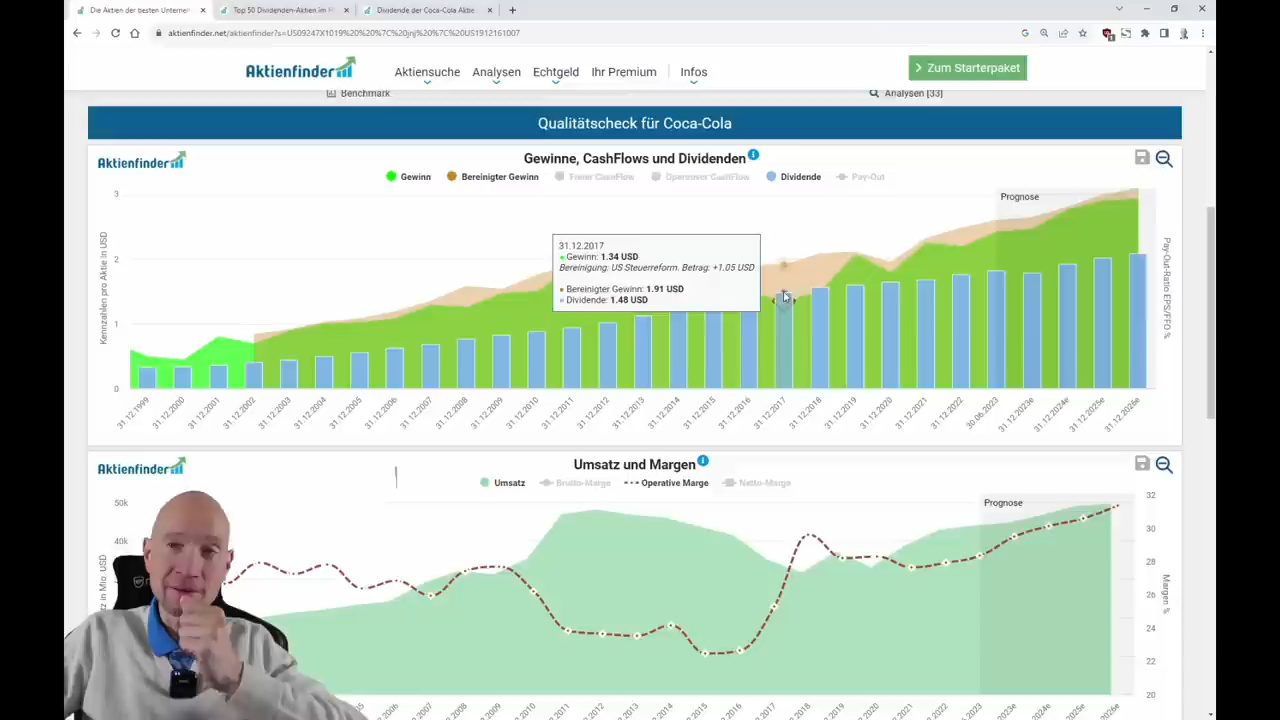 Die Aktien der besten Unterneh
Top 50 Dividenden-Aktien im
Dividende der Coca-Cola Aktie
aktienfinder.net/aktienfinder?s=US09247X1019%20%20%7C%20jnj%20%7C%20US1912161007
Aktienfinder
Aktiensuche
Analysen
Echtgeld
Ihr Premium
Infos
Zum Starterpaket
Benchmark
Analysen [33]
Qualitätscheck für Coca-Cola
Aktienfinder
Gewinne, CashFlows und Dividenden
Gewinn
Bereinigter Gewinn
Freier CashFlow
Operativer CashFlow
Dividende
Pay-Out
Kennzahlen pro Aktie in USD
3
2
1
0
Prognose
31.12.2017
Gewinn: 1.34 USD
Bereinigung: US Steuerreform. Betrag: +1.05 USD
Bereinigter Gewinn: 1.91 USD
Dividende: 1.48 USD
Pay-Out-Ratio EPS/FFO %
31.12.1999
31.12.2000
31.12.2001
31.12.2002
31.12.2003
31.12.2004
31.12.2005
31.12.2006
31.12.2007
31.12.2008
31.12.2009
31.12.2010
31.12.2011
31.12.2012
31.12.2013
31.12.2014
31.12.2015
31.12.2016
31.12.2017
31.12.2018
31.12.2019
31.12.2020
31.12.2021
31.12.2022
30.06.2023
31.12.2023e
31.12.2024e
31.12.2025e
31.12.2026e
Aktienfinder
Umsatz und Margen
Umsatz
Brutto-Marge
Operative Marge
Netto-Marge
50k
40k
in Mio. USD
Prognose
32
30
28
26
24
22
20
Margen %